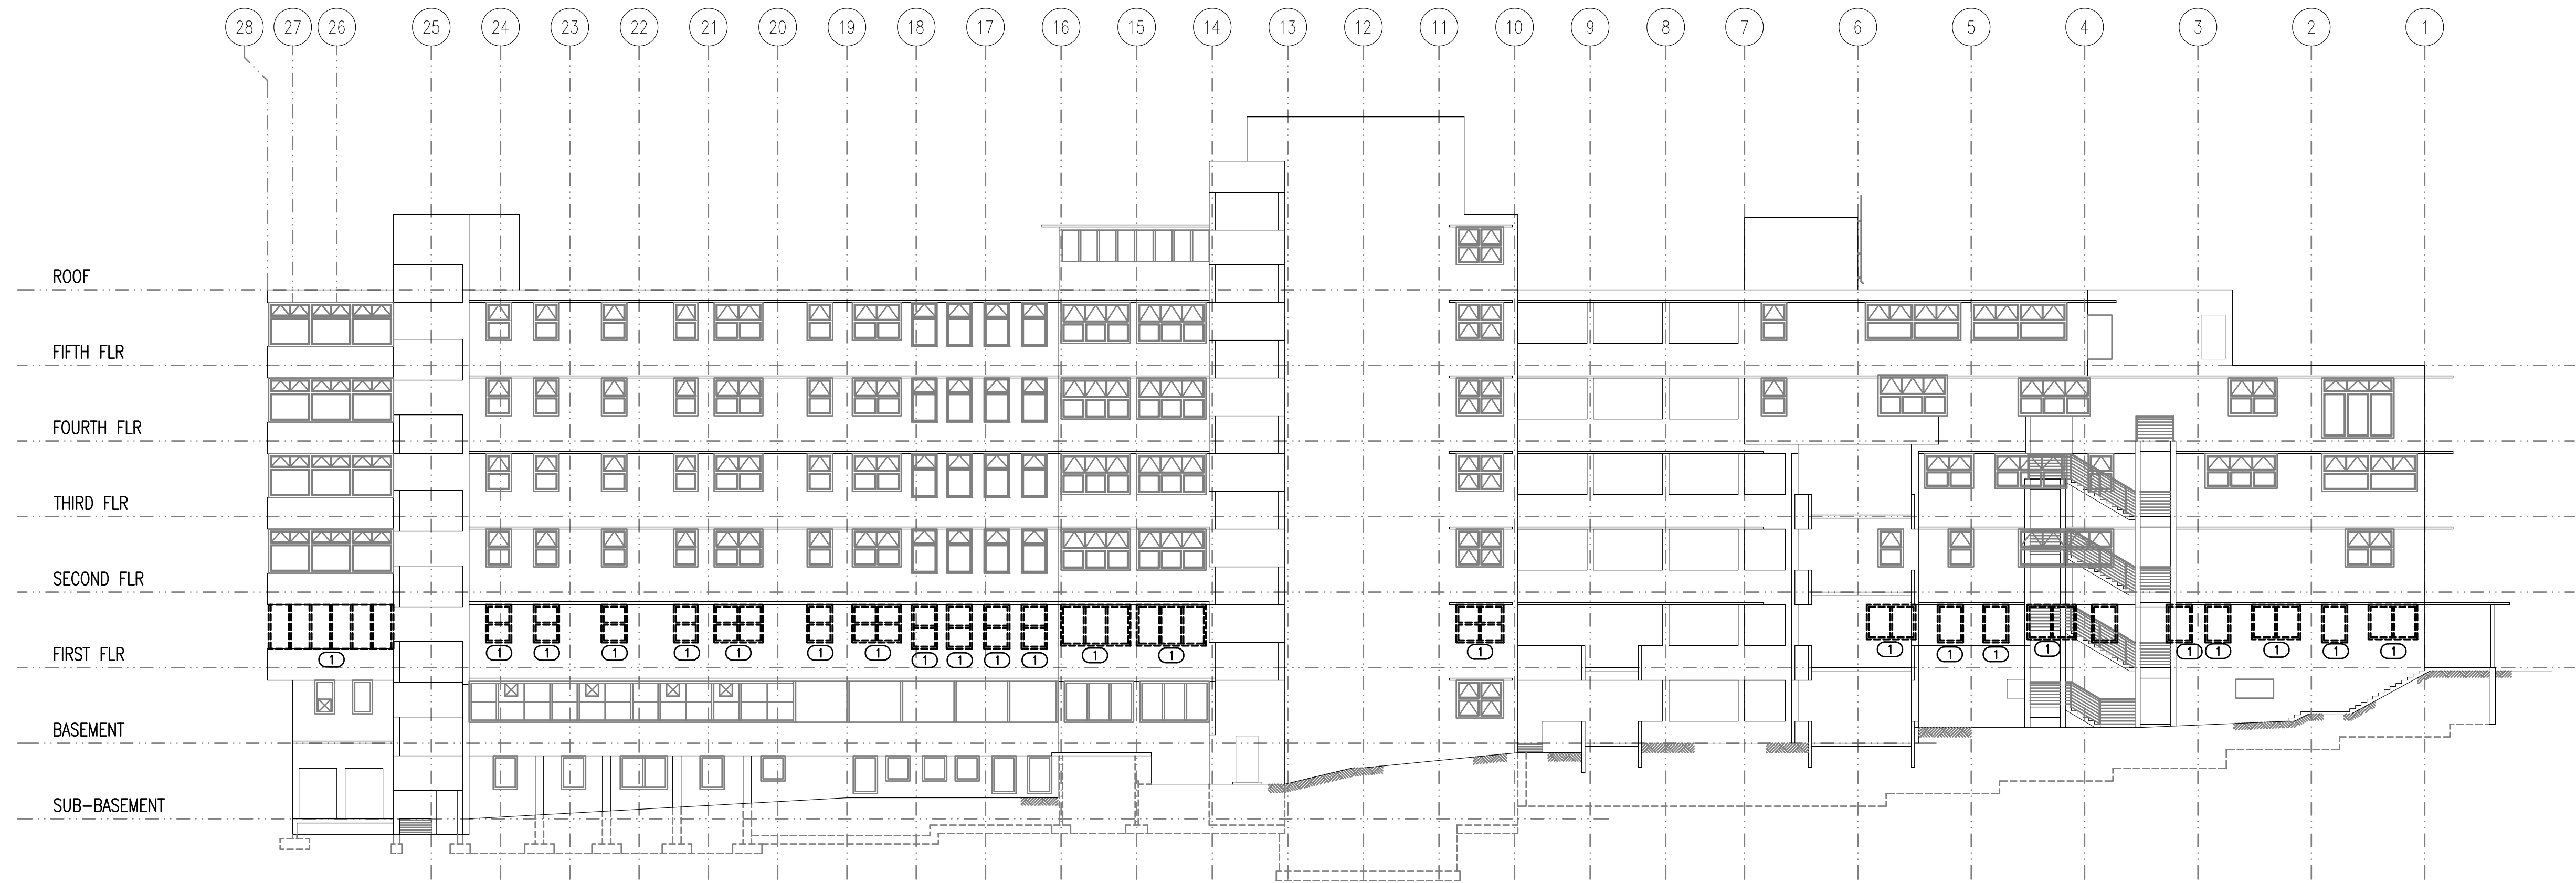 28 27 26 25 24 23 22 21 20 19 18 17 16 15 14 13 12 11 10 9 8 7 6 5 4 3 2 1
ROOF
FIFTH FLR
FOURTH FLR
THIRD FLR
SECOND FLR
FIRST FLR 1 1 1 1 1 1 1 1 1 1 1 1 1 1 1 1 1 1 1 1 1 1 1 1
BASEMENT
SUB-BASEMENT